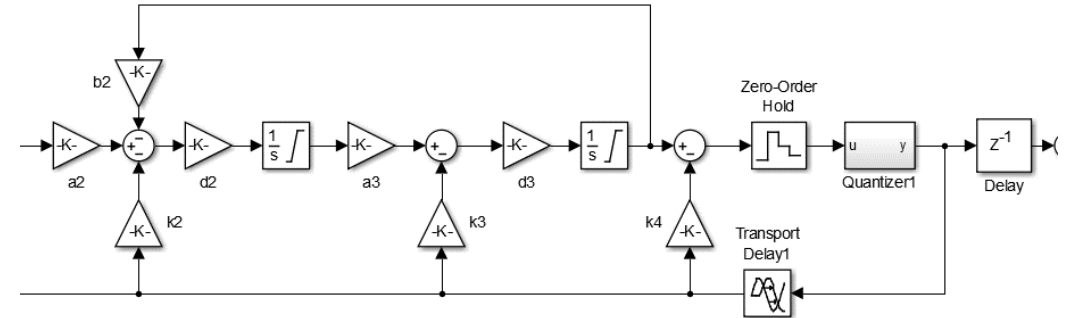 -K-
b2
Zero-Order
Hold
-K-
a2
-K-
d2
1
s
-K-
a3
-K-
d3
1
s
u y
Quantizer1
Z-1
Delay
-K-
k2
-K-
k3
-K-
k4
Transport
Delay1